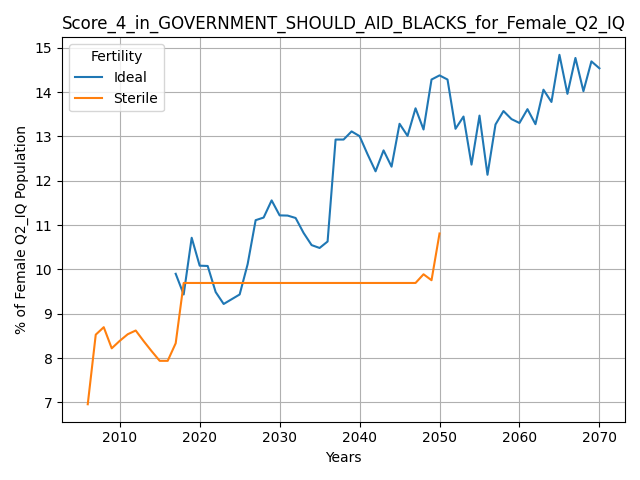 Score_4_in_GOVERNMENT_SHOULD_AID_BLACKS_for_Female_Q2_IQ
Fertility
Ideal
Sterile
% of Female Q2_IQ Population
15
14
13
12
11
10
9
8
7
2010 2020 2030 2040 2050 2060 2070
Years